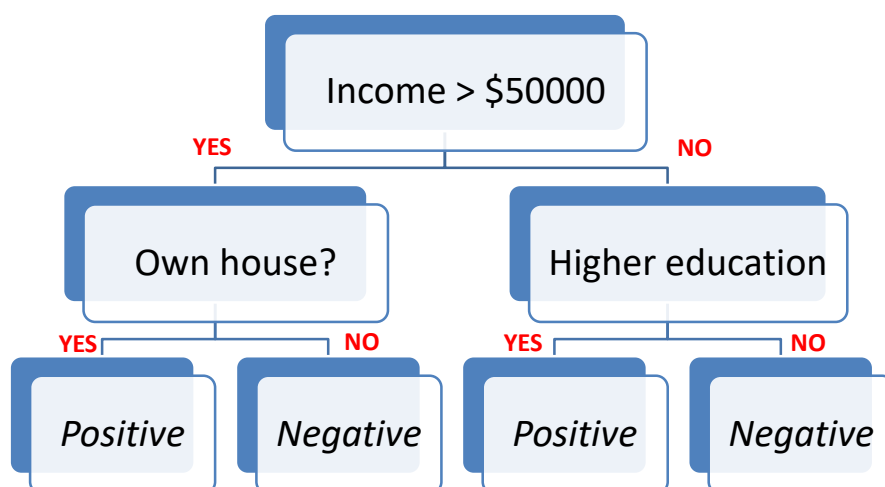 Income > $50000
YES
NO
Own house?
Higher education
YES
NO
YES
NO
Positive
Negative
Positive
Negative